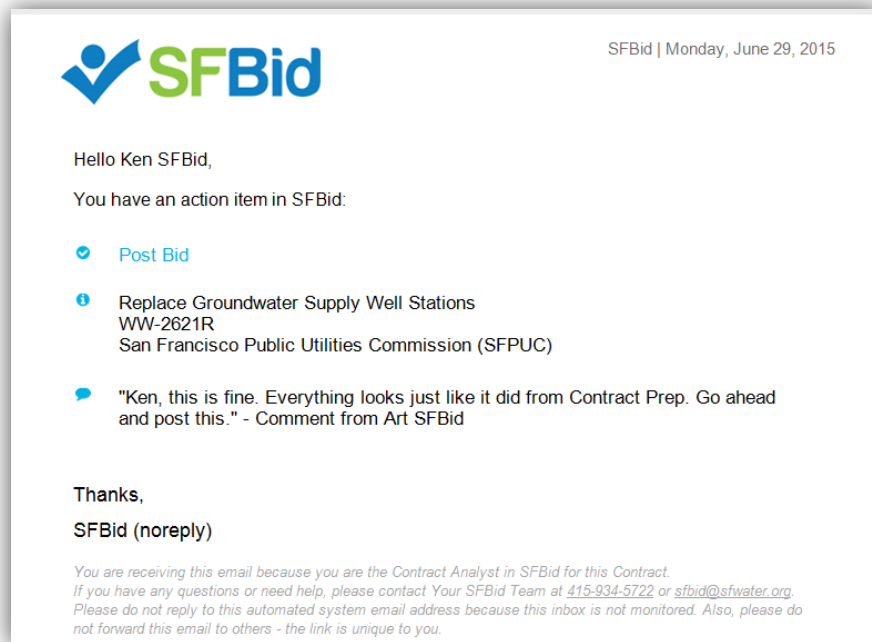 SFBid
SFBid | Monday, June 29, 2015
Hello Ken SFBid,
You have an action item in SFBid:
Post Bid
Replace Groundwater Supply Well Stations
WW-2621R
San Francisco Public Utilities Commission (SFPUC)
"Ken, this is fine. Everything looks just like it did from Contract Prep. Go ahead
and post this." - Comment from Art SFBid
Thanks,
SFBid (noreply)
You are receiving this email because you are the Contract Analyst in SFBid for this Contract.
If you have any questions or need help, please contact Your SFBid Team at 415-934-5722 or sfbid@sfwater.org.
Please do not reply to this automated system email address because this inbox is not monitored. Also, please do
not forward this email to others - the link is unique to you.